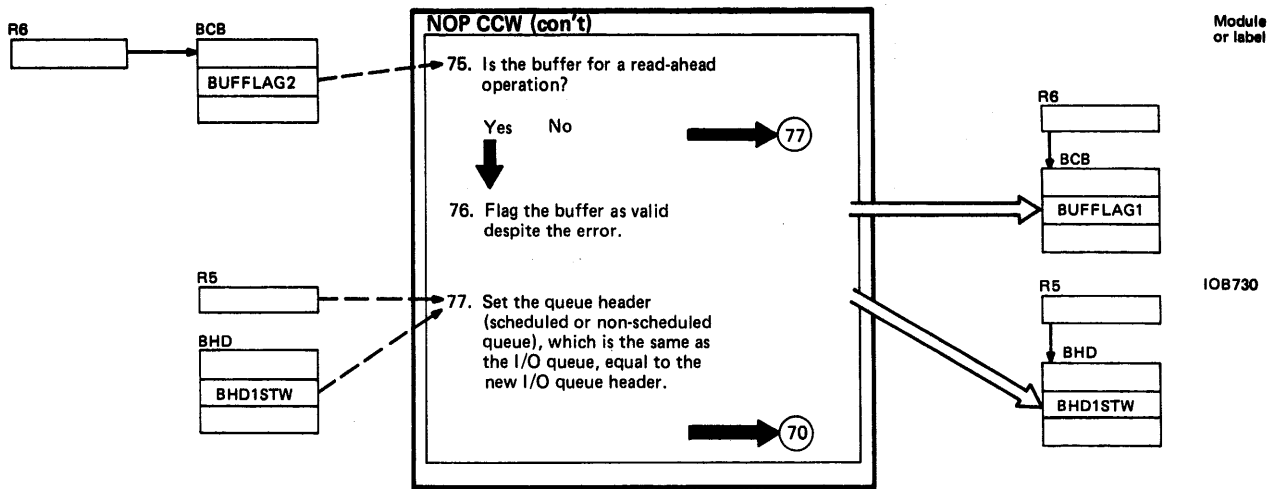 NOP CCW (con't)
Module
or label
R6
BCB
BUFFLAG2
75. Is the buffer for a read-ahead
operation?
Yes No
77
R6
BCB
BUFFLAG1
76. Flag the buffer as valid
despite the error.
R5
BHD
BHD1STW
77. Set the queue header
(scheduled or non-scheduled
queue), which is the same as
the I/O queue, equal to the
new I/O queue header.
70
IOB730
R5
BHD
BHD1STW